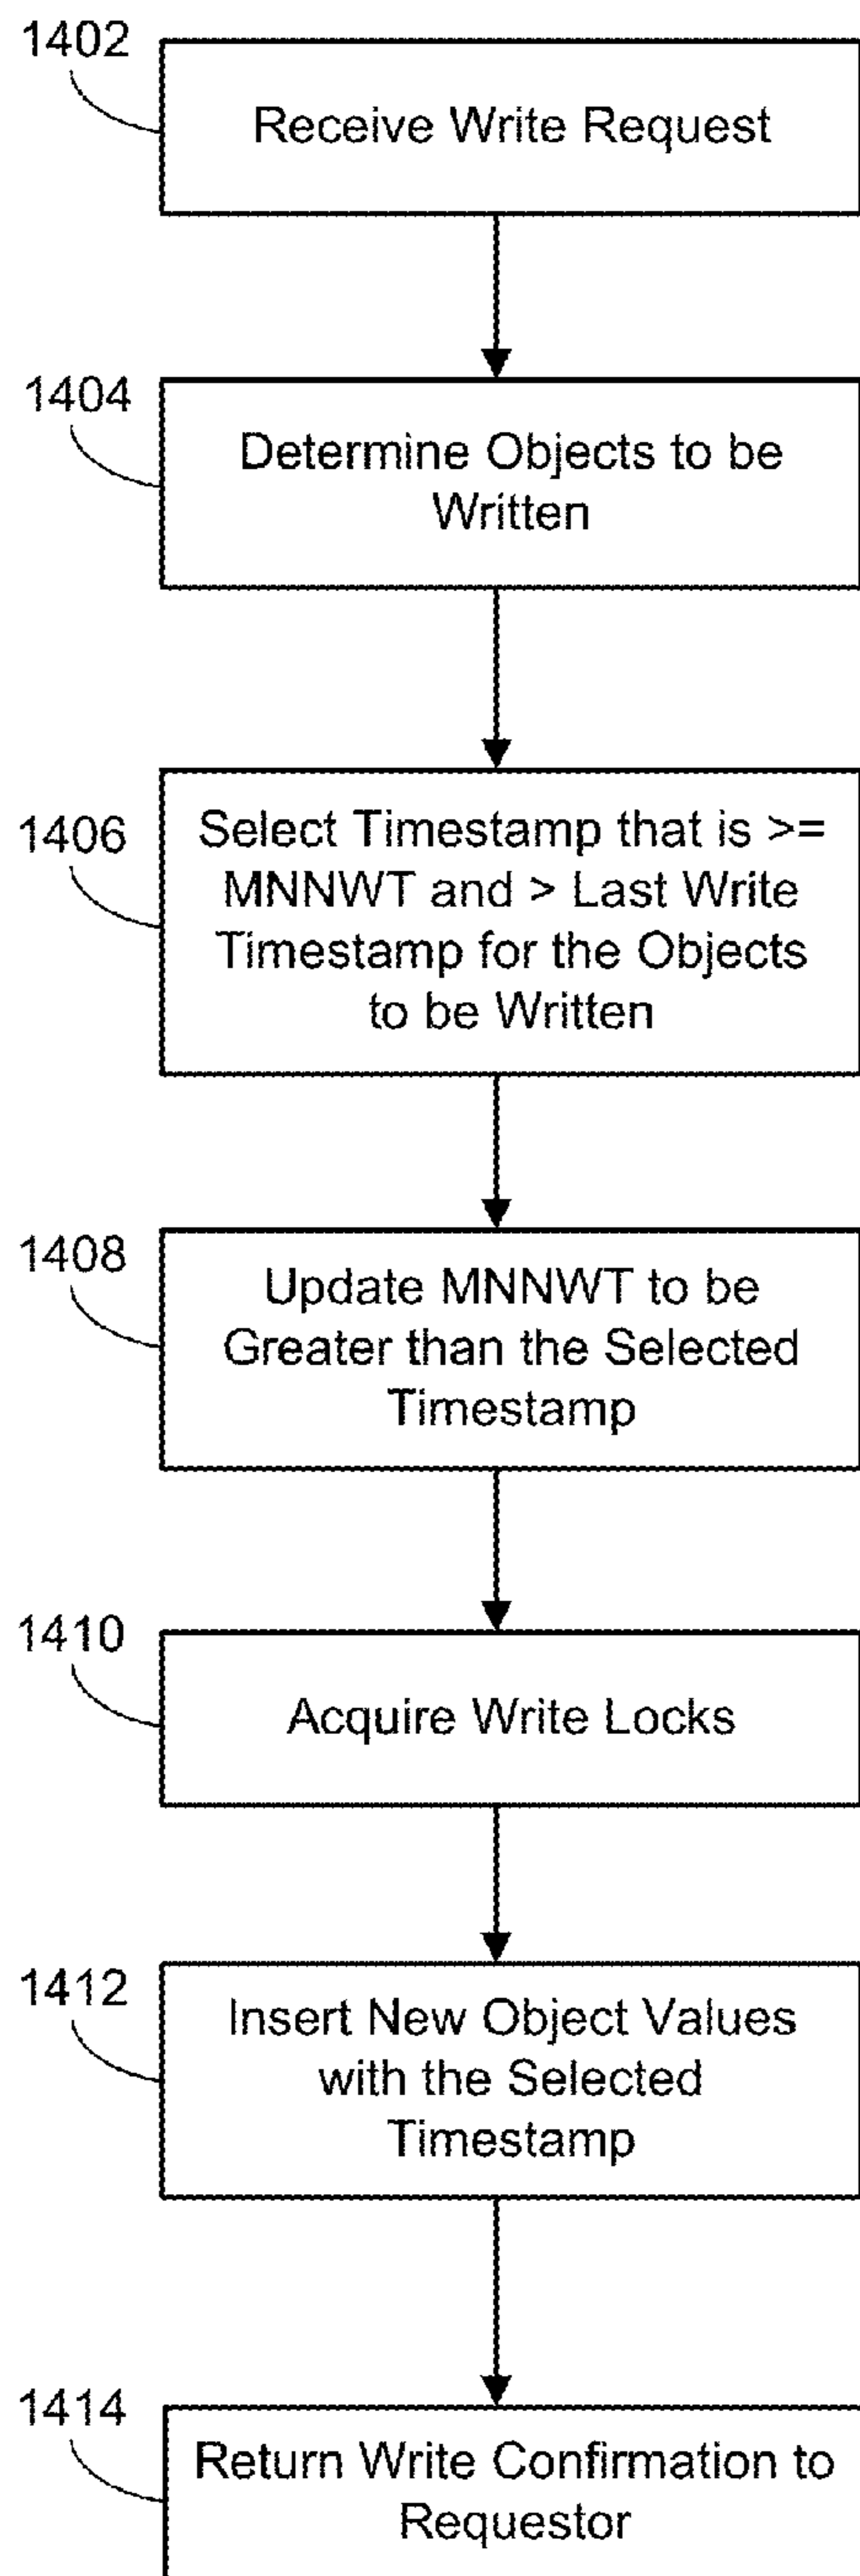 1402
Receive Write Request
1404
Determine Objects to be
Written
1406
Select Timestamp that is >=
MNNWT and > Last Write
Timestamp for the Objects
to be Written
1408
Update MNNWT to be
Greater than the Selected
Timestamp
1410
Acquire Write Locks
1412
Insert New Object Values
with the Selected
Timestamp
1414
Return Write Confirmation to
Requestor